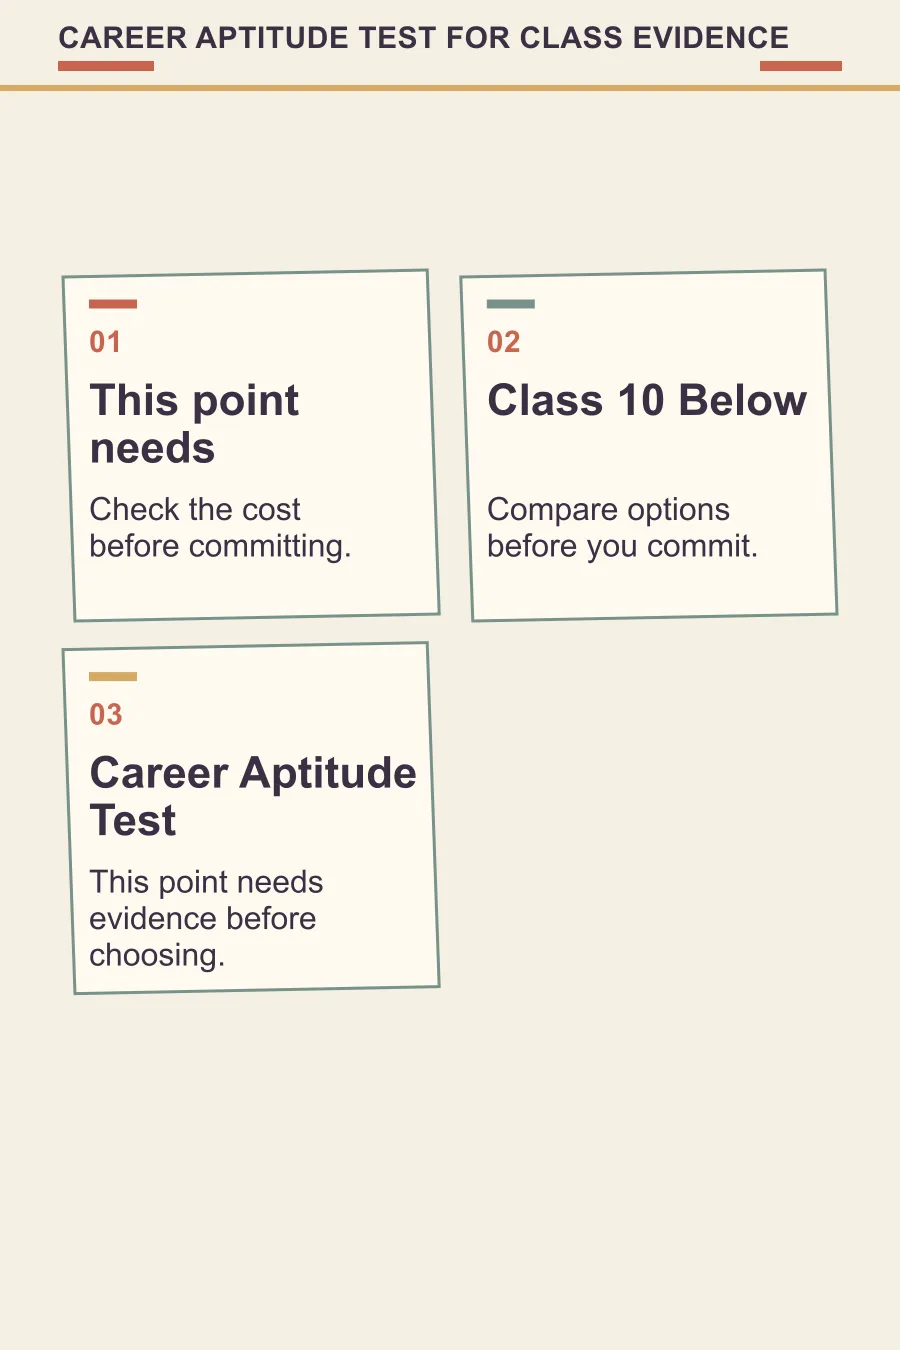 CAREER APTITUDE TEST FOR CLASS EVIDENCE
01
This point
needs
Check the cost
before committing.
02
Class 10 Below
Compare options
before you commit.
03
Career Aptitude
Test
This point needs
evidence before
choosing.